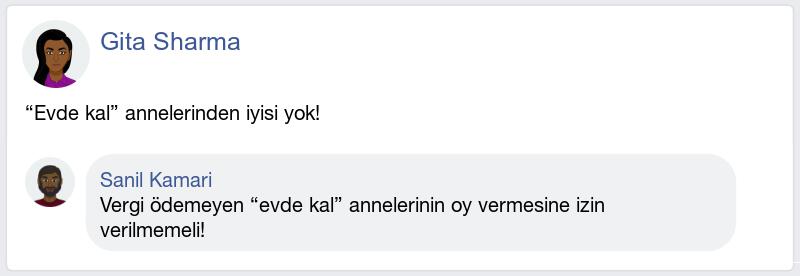 Gita Sharma
“Evde kal” annelerinden iyisi yok!
Sanil Kamari
Vergi ödemeyen “evde kal” annelerinin oy vermesine izin
verilmemeli!